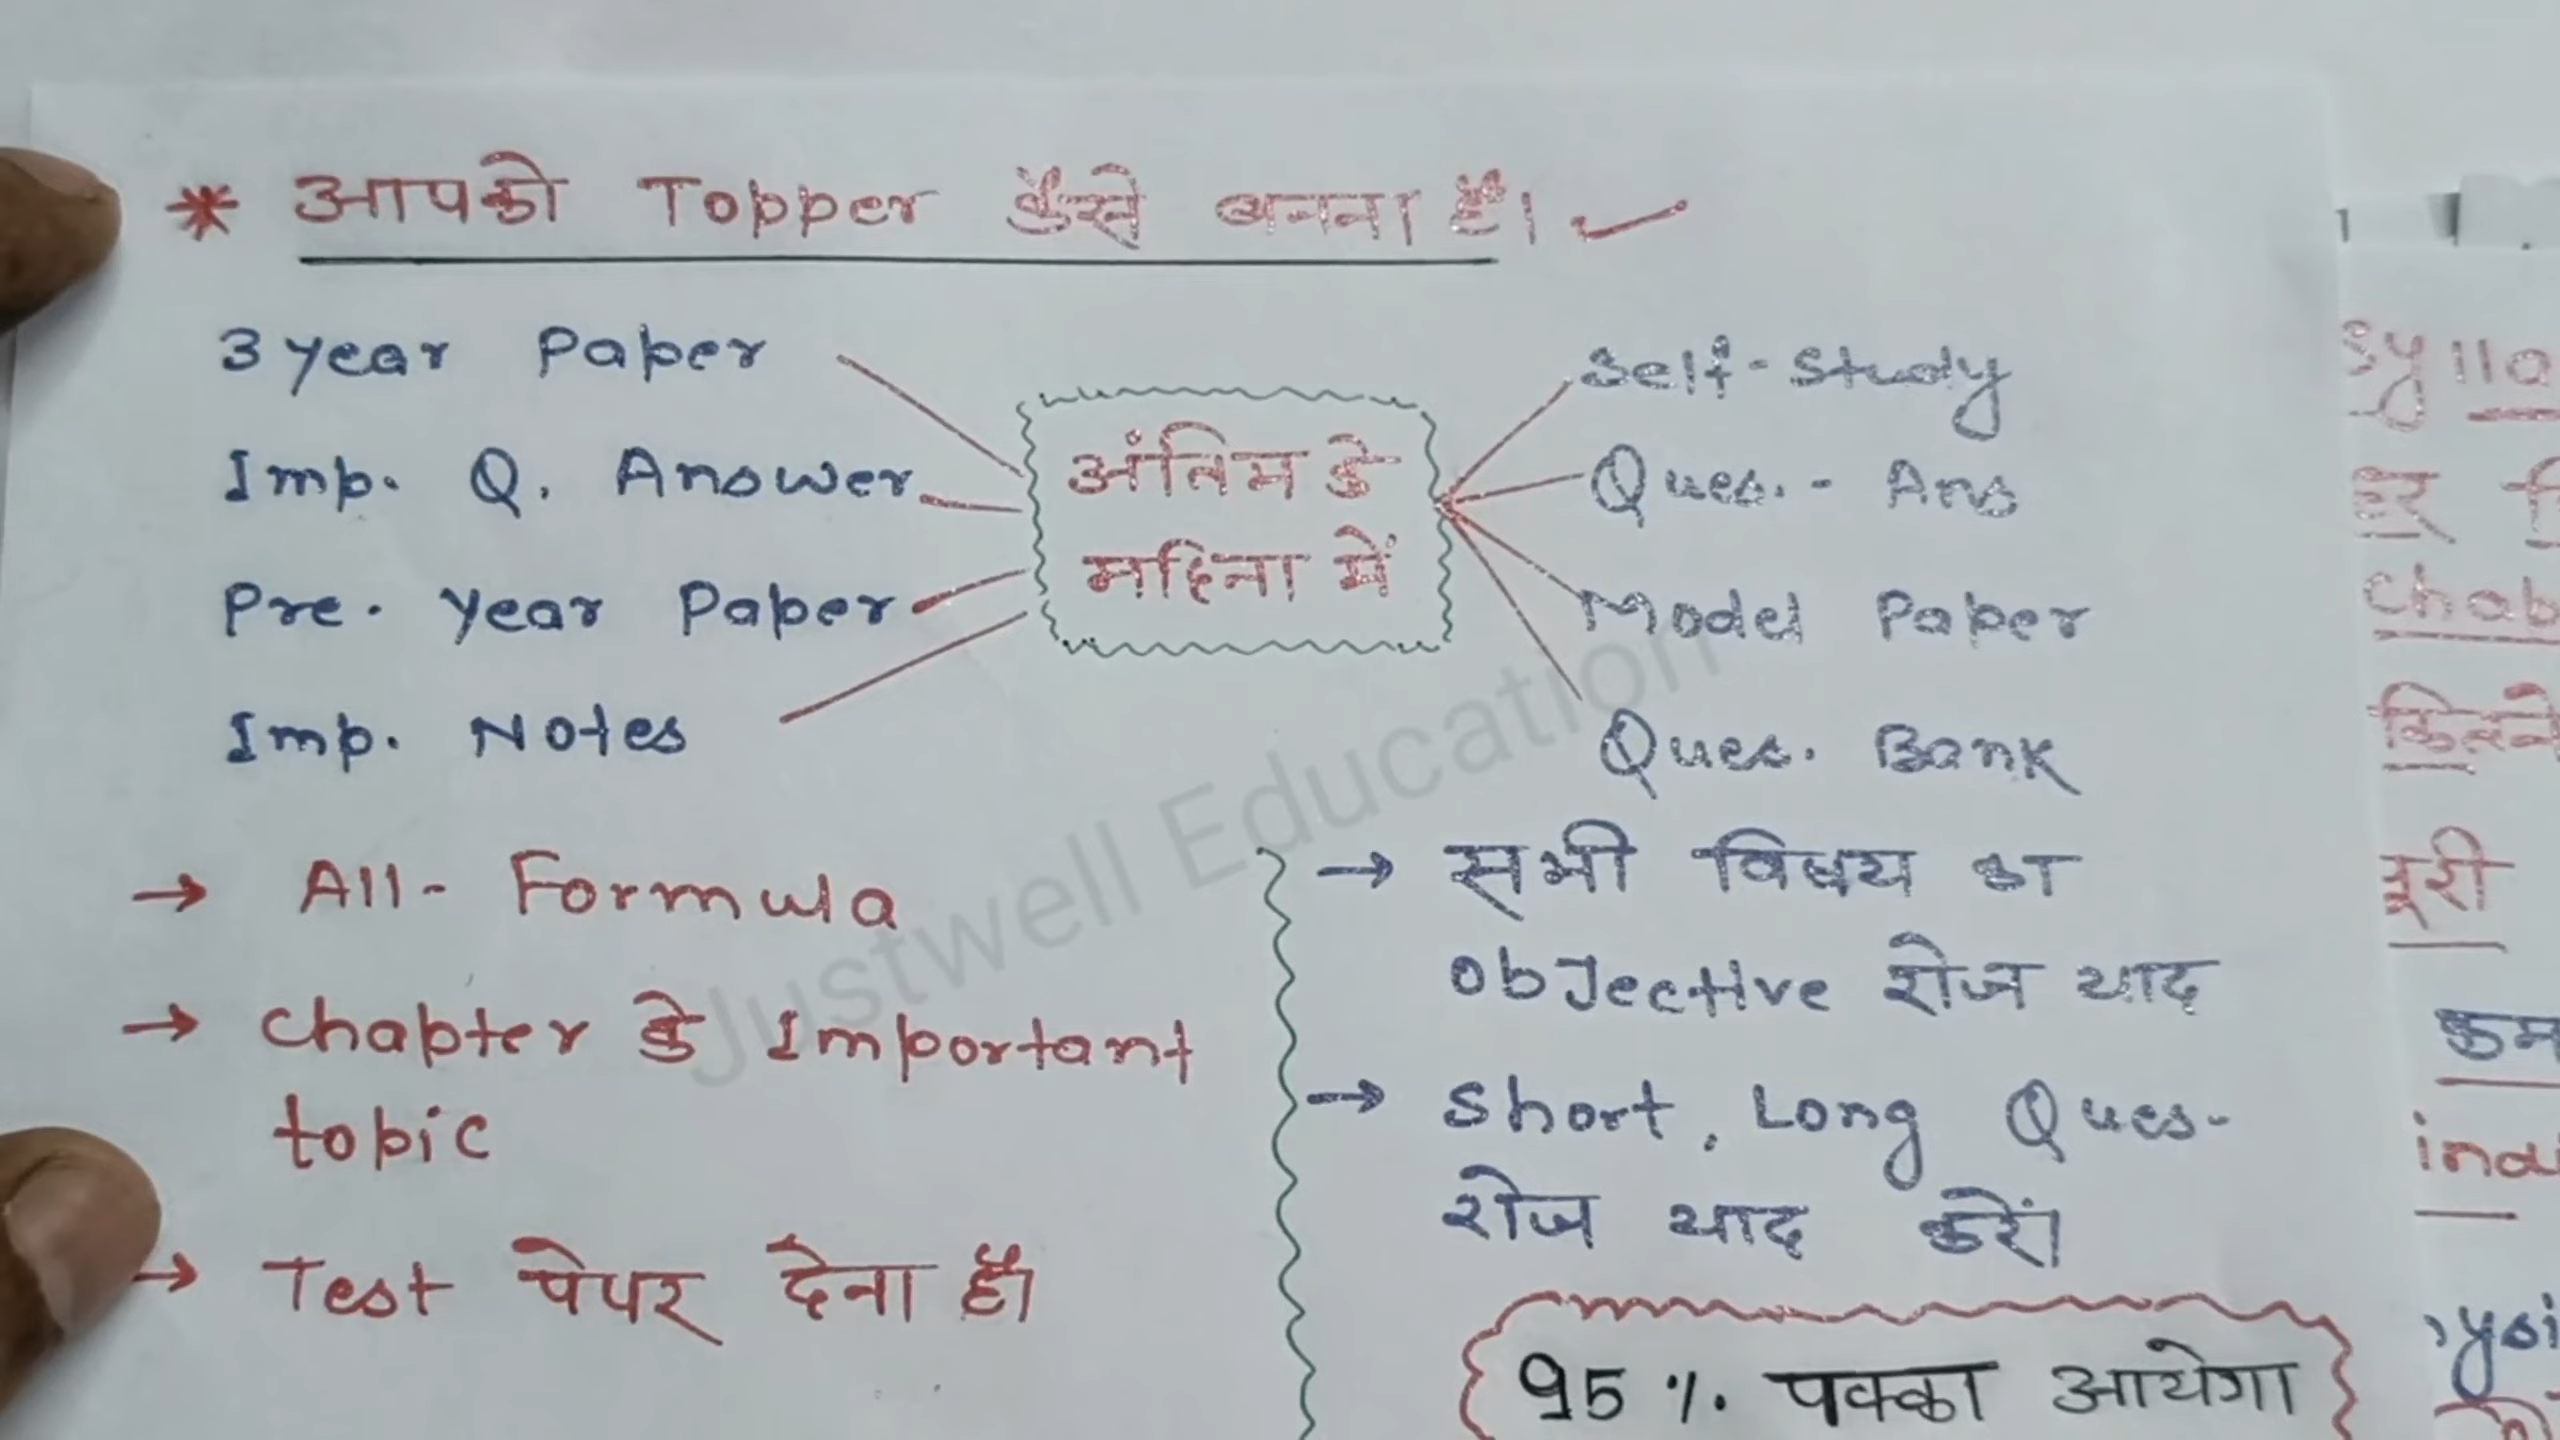 * आपको Topper कैसे बनना है।
3 year Paper
Imp. Q. Answer
Pre. year Paper
Imp. Notes
अंतिम के
महिना में
Self-Study
Ques.- Ans
Model Paper
Ques. Bank
→ All- Formula
→ Chapter के Important
topic
→ Test पेपर देना है।
→ सभी विषय का
Objective रोज याद
→ Short, Long Ques-
रोज याद करें।
95 %. पक्का आयेगा
Justwell Education
हर
पूरी